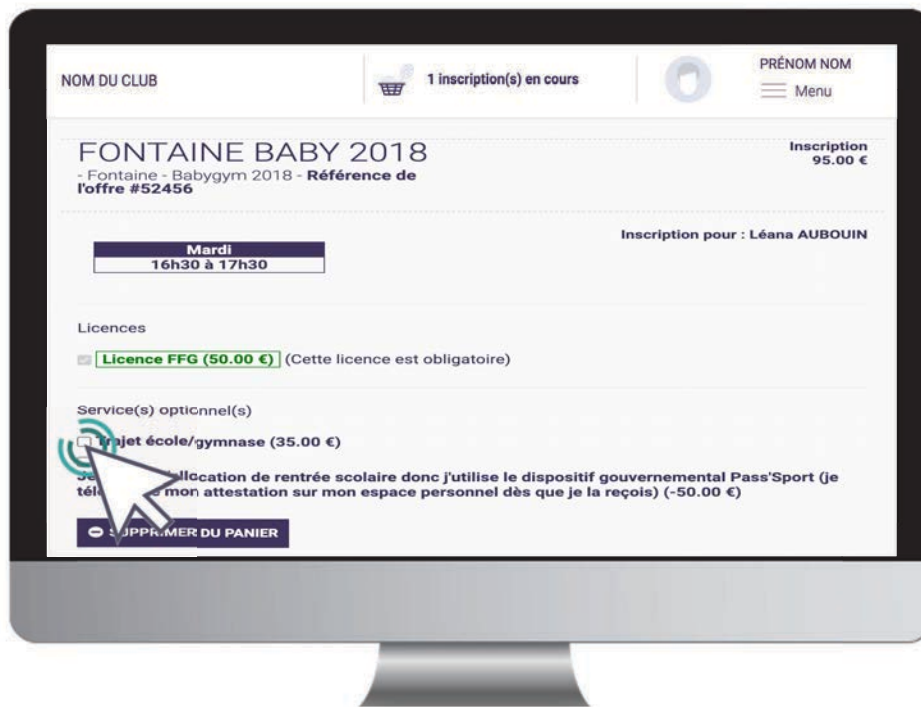 NOM DU CLUB
1 inscription(s) en cours
PRÉNOM NOM
Menu
FONTAINE BABY 2018
- Fontaine - Babygym 2018 - Référence de
l'offre #52456
Inscription
95.00 €
Inscription pour : Léana AUBOUIN
Mardi
16h30 à 17h30
Licences
Licence FFG (50.00 €) (Cette licence est obligatoire)
Service(s) optionnel(s)
Trajet école/gymnase (35.00 €)
de rentrée scolaire donc j'utilise le dispositif gouvernemental Pass'Sport (je
mon attestation sur mon espace personnel dès que je la reçois) (-50.00 €)
SUPPRIMER DU PANIER